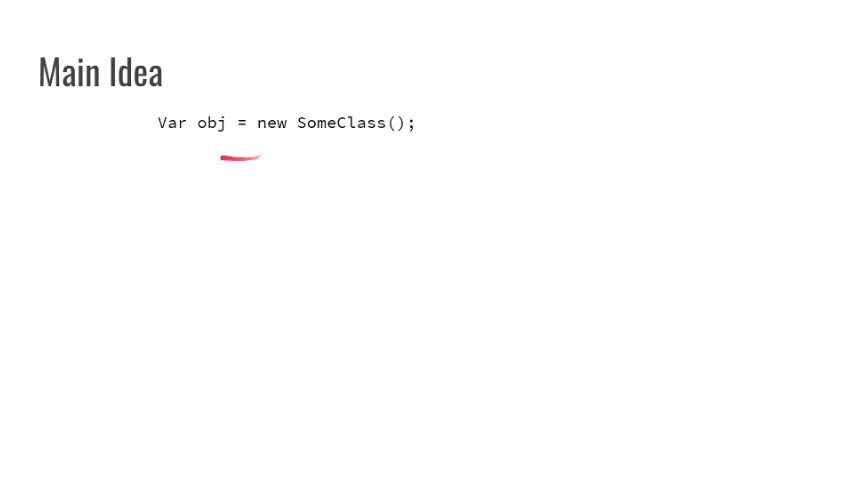 Main Idea
Var obj = new SomeClass();